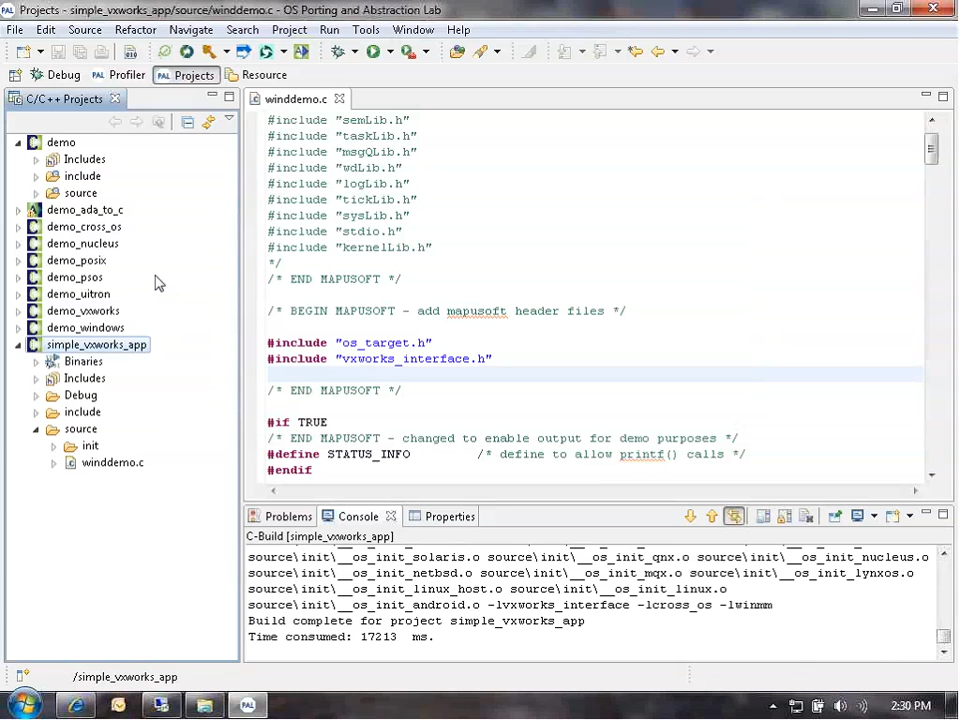 Projects - simple_vxworks_app/source/winddemo.c - OS Porting and Abstraction Lab
File Edit Source Refactor Navigate Search Project Run Tools Window Help
Debug PAL Profiler PAL Projects Resource
C/C++ Projects
demo
Includes
include
source
demo_ada_to_c
demo_cross_os
demo_nucleus
demo_posix
demo_psos
demo_uitron
demo_vxworks
demo_windows
simple_vxworks_app
Binaries
Includes
Debug
include
source
init
winddemo.c
winddemo.c
#include "semLib.h"
#include "taskLib.h"
#include "msgQLib.h"
#include "wdLib.h"
#include "logLib.h"
#include "tickLib.h"
#include "sysLib.h"
#include "stdio.h"
#include "kernelLib.h"
*/
/* END MAPUSOFT */
/* BEGIN MAPUSOFT - add mapusoft header files */
#include "os_target.h"
#include "vxworks_interface.h"
/* END MAPUSOFT */
#if TRUE
/* END MAPUSOFT - changed to enable output for demo purposes */
#define STATUS_INFO /* define to allow printf() calls */
#endif
Problems Console Properties
C-Build [simple_vxworks_app]
source\init\__os_init_solaris.o source\init\__os_init_qnx.o source\init\__os_init_nucleus.o
source\init\__os_init_netbsd.o source\init\__os_init_mqx.o source\init\__os_init_lynxos.o
source\init\__os_init_linux_host.o source\init\__os_init_linux.o
source\init\__os_init_android.o -lvxworks_interface -lcross_os -lwinmm
Build complete for project simple_vxworks_app
Time consumed: 17213 ms.
/simple_vxworks_app
PAL
2:30 PM